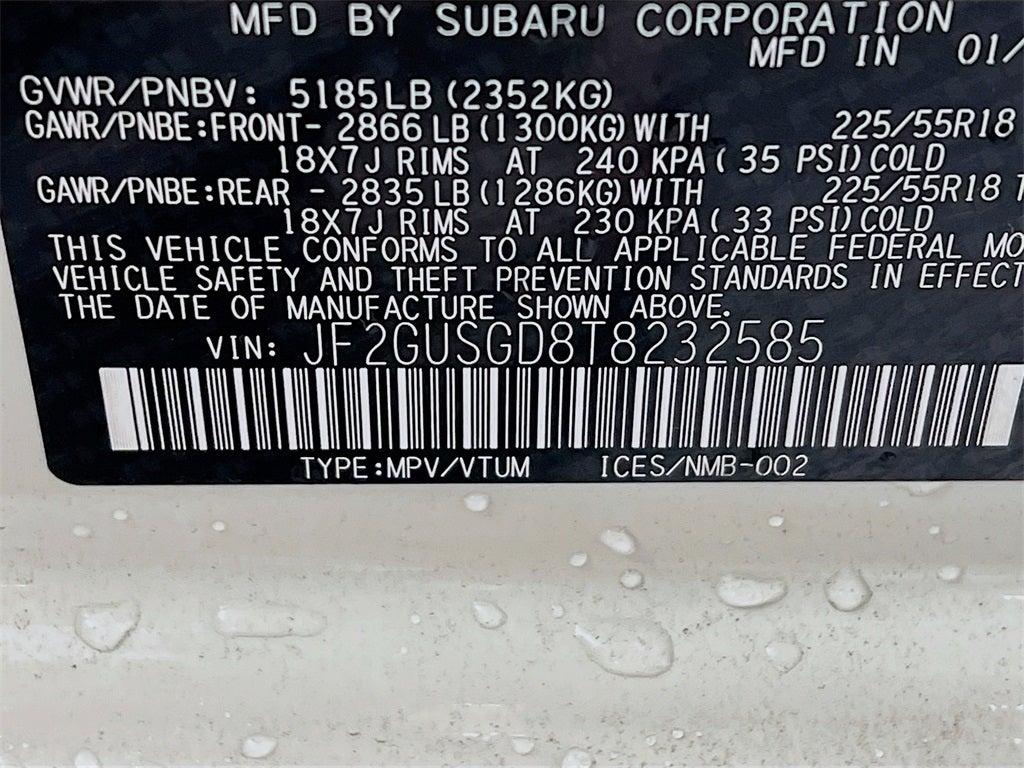 MFD BY SUBARU CORPORATION
MFD IN 01/
GVWR/PNBV: 5185LB (2352KG)
GAWR/PNBE:FRONT- 2866 LB (1300KG) WITH 225/55R18
18X7J RIMS AT 240 KPA ( 35 PSI) COLD
GAWR/PNBE:REAR - 2835 LB (1286KG) WITH 225/55R18
18X7J RIMS AT 230 KPA ( 33 PSI) COLD
THIS VEHICLE CONFORMS TO ALL APPLICABLE FEDERAL MO
VEHICLE SAFETY AND THEFT PREVENTION STANDARDS IN EFFECT
THE DATE OF MANUFACTURE SHOWN ABOVE.
VIN: JF2GUSGD8T8232585
TYPE:MPV/VTUM ICES/NMB-002